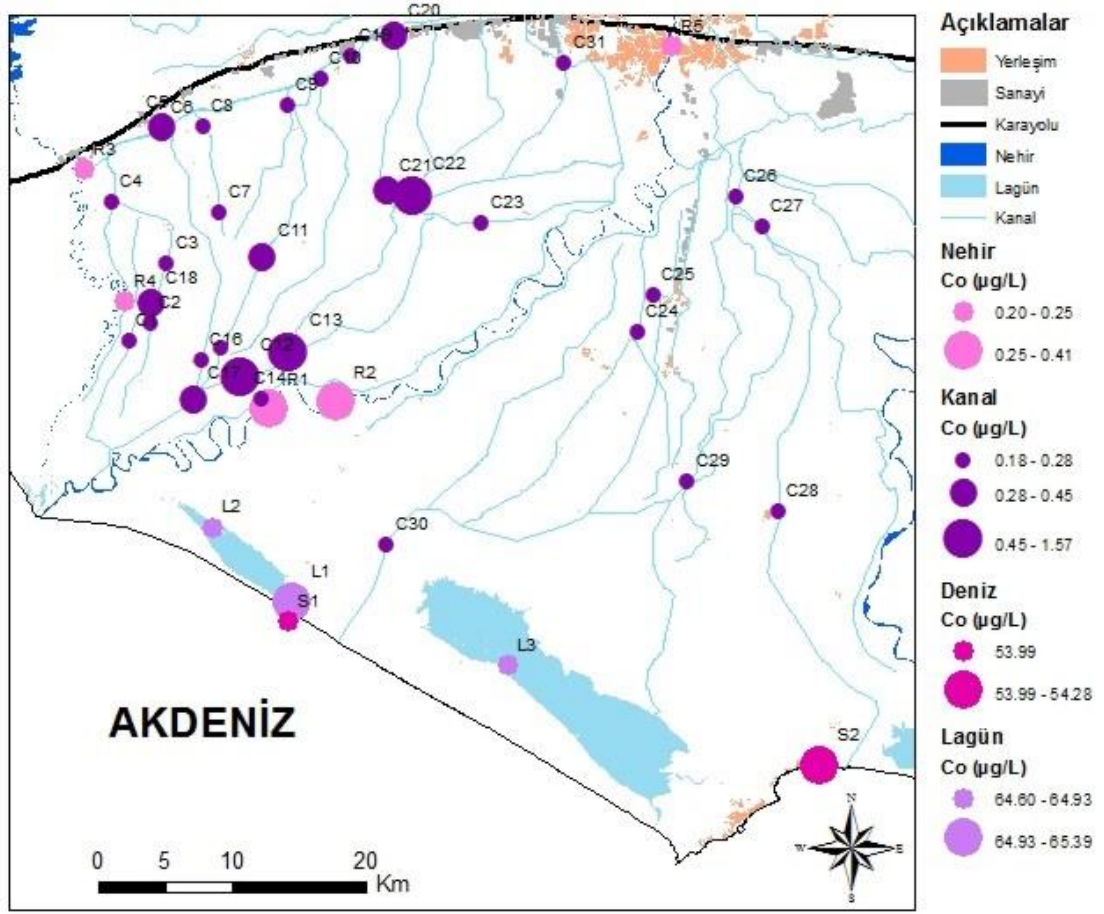 C20
C19
C10
C31
R5
C9
C5
C6
C8
R3
C4
C7
C21
C22
C23
C26
C27
C11
C3
C18
R4
C2
C25
C24
C13
C16
C12
C17
C14
R1
R2
C29
C28
C30
L2
L1
S1
L3
S2
AKDENİZ
0 5 10 20
Km
N
W E
S
Açıklamalar
Yerleşim
Sanayi
Karayolu
Nehir
Lagün
Kanal
Nehir
Co (µg/L)
0.20 - 0.25
0.25 - 0.41
Kanal
Co (µg/L)
0.18 - 0.28
0.28 - 0.45
0.45 - 1.57
Deniz
Co (µg/L)
53.99
53.99 - 54.28
Lagün
Co (µg/L)
64.60 - 64.93
64.93 - 65.39